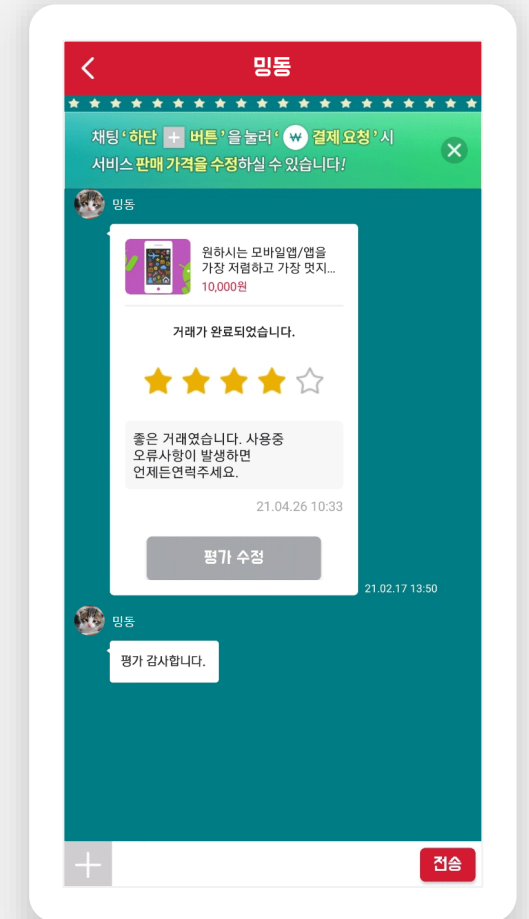 밍동
채팅 ‘하단 + 버튼’을 눌러 ‘₩ 결제 요청’ 시
서비스 판매 가격을 수정하실 수 있습니다!
밍동
원하시는 모바일앱/앱을
가장 저렴하고 가장 멋지...
10,000원
거래가 완료되었습니다.
좋은 거래였습니다. 사용중
오류사항이 발생하면
언제든연럭주세요.
21.04.26 10:33
평가 수정
21.02.17 13:50
밍동
평가 감사합니다.
전송